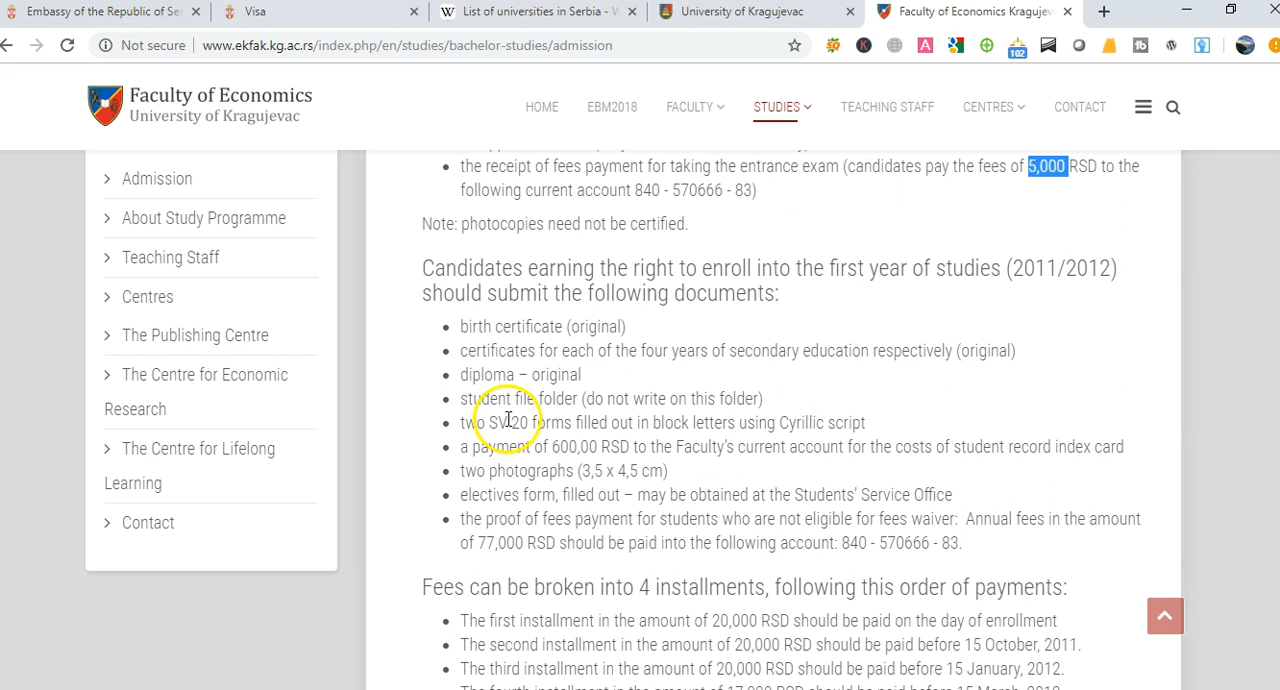 Embassy of the Republic of Se
Visa
List of universities in Serbia - W
University of Kragujevac
Faculty of Economics Kragujev
Not secure
www.ekfak.kg.ac.rs/index.php/en/studies/bachelor-studies/admission
102
Faculty of Economics
University of Kragujevac
HOME
EBM2018
FACULTY
STUDIES
TEACHING STAFF
CENTRES
CONTACT
Admission
About Study Programme
Teaching Staff
Centres
The Publishing Centre
The Centre for Economic
Research
The Centre for Lifelong
Learning
Contact
the receipt of fees payment for taking the entrance exam (candidates pay the fees of 5,000 RSD to the
following current account 840 - 570666 - 83)
Note: photocopies need not be certified.
Candidates earning the right to enroll into the first year of studies (2011/2012)
should submit the following documents:
birth certificate (original)
certificates for each of the four years of secondary education respectively (original)
diploma – original
student file folder (do not write on this folder)
two SV-20 forms filled out in block letters using Cyrillic script
a payment of 600,00 RSD to the Faculty's current account for the costs of student record index card
two photographs (3,5 x 4,5 cm)
electives form, filled out – may be obtained at the Students' Service Office
the proof of fees payment for students who are not eligible for fees waiver: Annual fees in the amount
of 77,000 RSD should be paid into the following account: 840 - 570666 - 83.
Fees can be broken into 4 installments, following this order of payments:
The first installment in the amount of 20,000 RSD should be paid on the day of enrollment
The second installment in the amount of 20,000 RSD should be paid before 15 October, 2011.
The third installment in the amount of 20,000 RSD should be paid before 15 January, 2012.